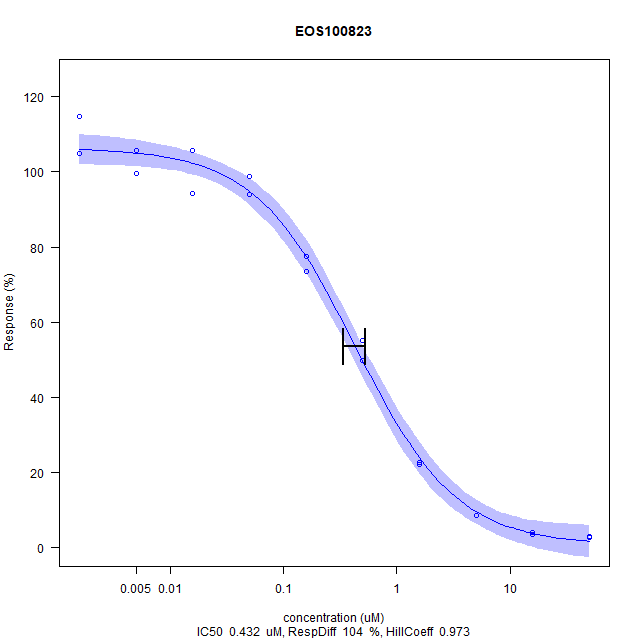 EOS100823
120
100
80
60
40
20
0
Response (%)
0.005 0.01 0.1 1 10
concentration (uM)
IC50 0.432 uM, RespDiff 104 %, HillCoeff 0.973